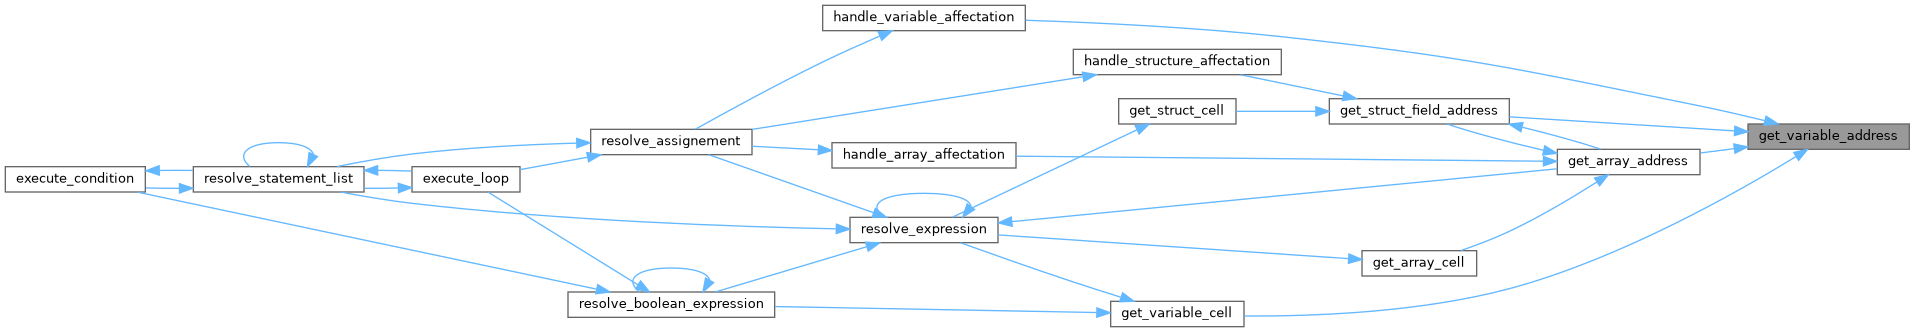 handle_variable_affectation
handle_structure_affectation
get_struct_cell
get_struct_field_address
get_variable_address
resolve_assignement
handle_array_affectation
get_array_address
execute_condition
resolve_statement_list
execute_loop
resolve_expression
get_array_cell
resolve_boolean_expression
get_variable_cell